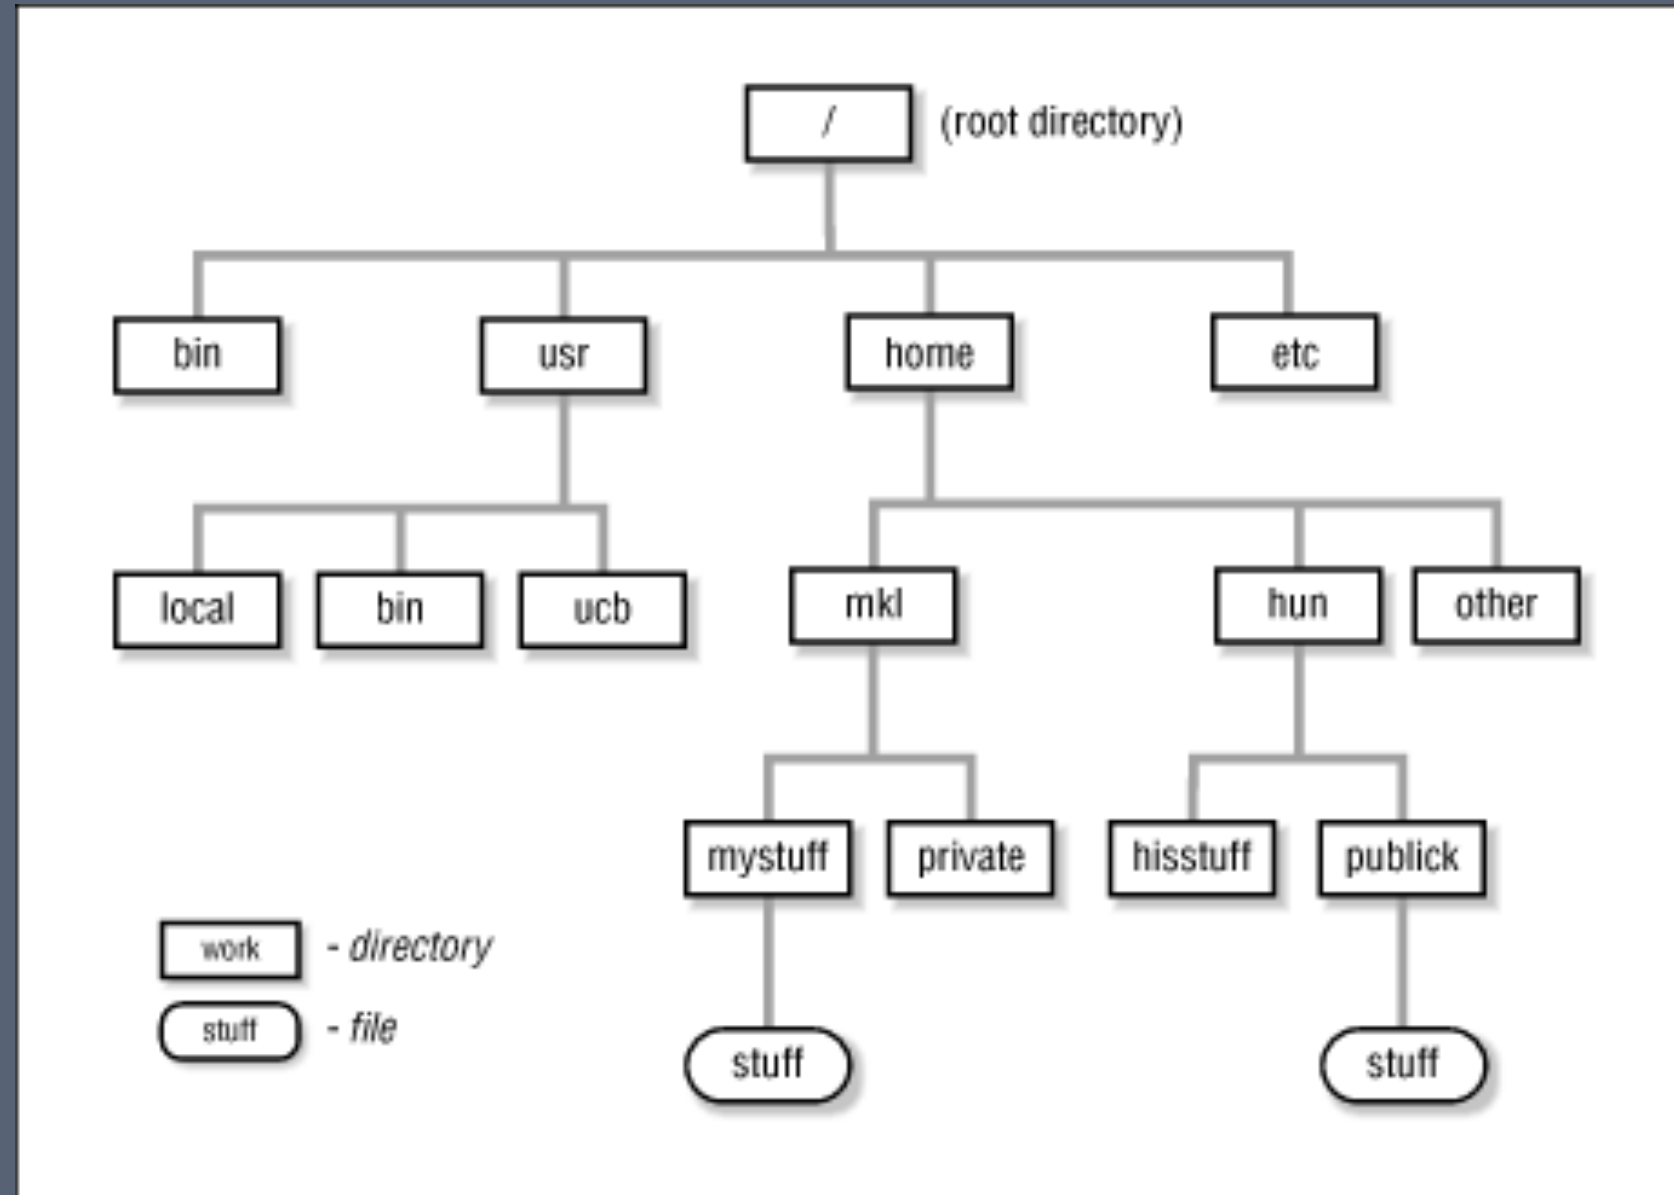 / (root directory)
bin usr home etc
local bin ucb mkl hun other
mystuff private hisstuff publick
work - directory
stuff - file
stuff stuff